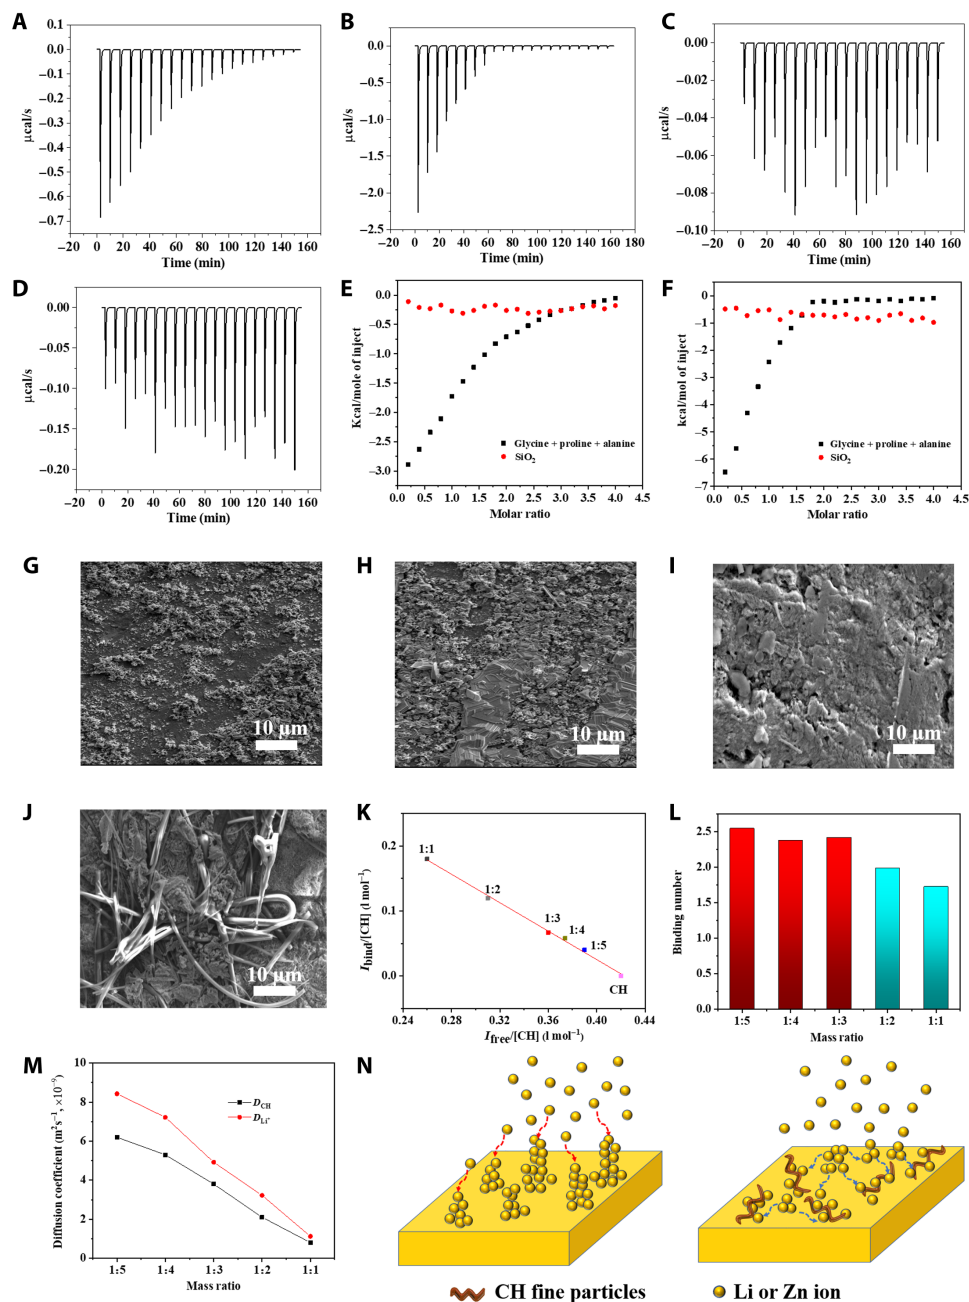 A
0.1
0.0
–0.1
–0.2
–0.3
–0.4
–0.5
–0.6
–0.7
μcal/s
–20 0 20 40 60 80 100 120 140 160
Time (min)
B
0.0
–0.5
–1.0
–1.5
–2.0
–2.5
μcal/s
–20 0 20 40 60 80 100 120 140 160 180
Time (min)
C
0.00
–0.02
–0.04
–0.06
–0.08
–0.10
μcal/s
–20 0 20 40 60 80 100 120 140 160
Time (min)
D
0.00
–0.05
–0.10
–0.15
–0.20
μcal/s
–20 0 20 40 60 80 100 120 140 160
Time (min)
E
0.0
–0.5
–1.0
–1.5
–2.0
–2.5
–3.0
Kcal/mole of inject
Glycine + proline + alanine
SiO₂
0.0 0.5 1.0 1.5 2.0 2.5 3.0 3.5 4.0 4.5
Molar ratio
F
0
–1
–2
–3
–4
–5
–6
–7
kcal/mol of inject
Glycine + proline + alanine
SiO₂
0.0 0.5 1.0 1.5 2.0 2.5 3.0 3.5 4.0 4.5
Molar ratio
G
10 μm
H
10 μm
I
10 μm
J
10 μm
K
0.2
0.1
0.0
I_bind/[CH] (l mol⁻¹)
1:1
1:2
1:3
1:4
1:5
CH
0.24 0.28 0.32 0.36 0.40 0.44
I_free/[CH] (l mol⁻¹)
L
2.5
2.0
1.5
1.0
0.5
0.0
Binding number
1:5 1:4 1:3 1:2 1:1
Mass ratio
M
10
8
6
4
2
0
Diffusion coefficient (m²s⁻¹, ×10⁻⁹)
D_CH
D_Li⁺
1:5 1:4 1:3 1:2 1:1
Mass ratio
N
CH fine particles
Li or Zn ion